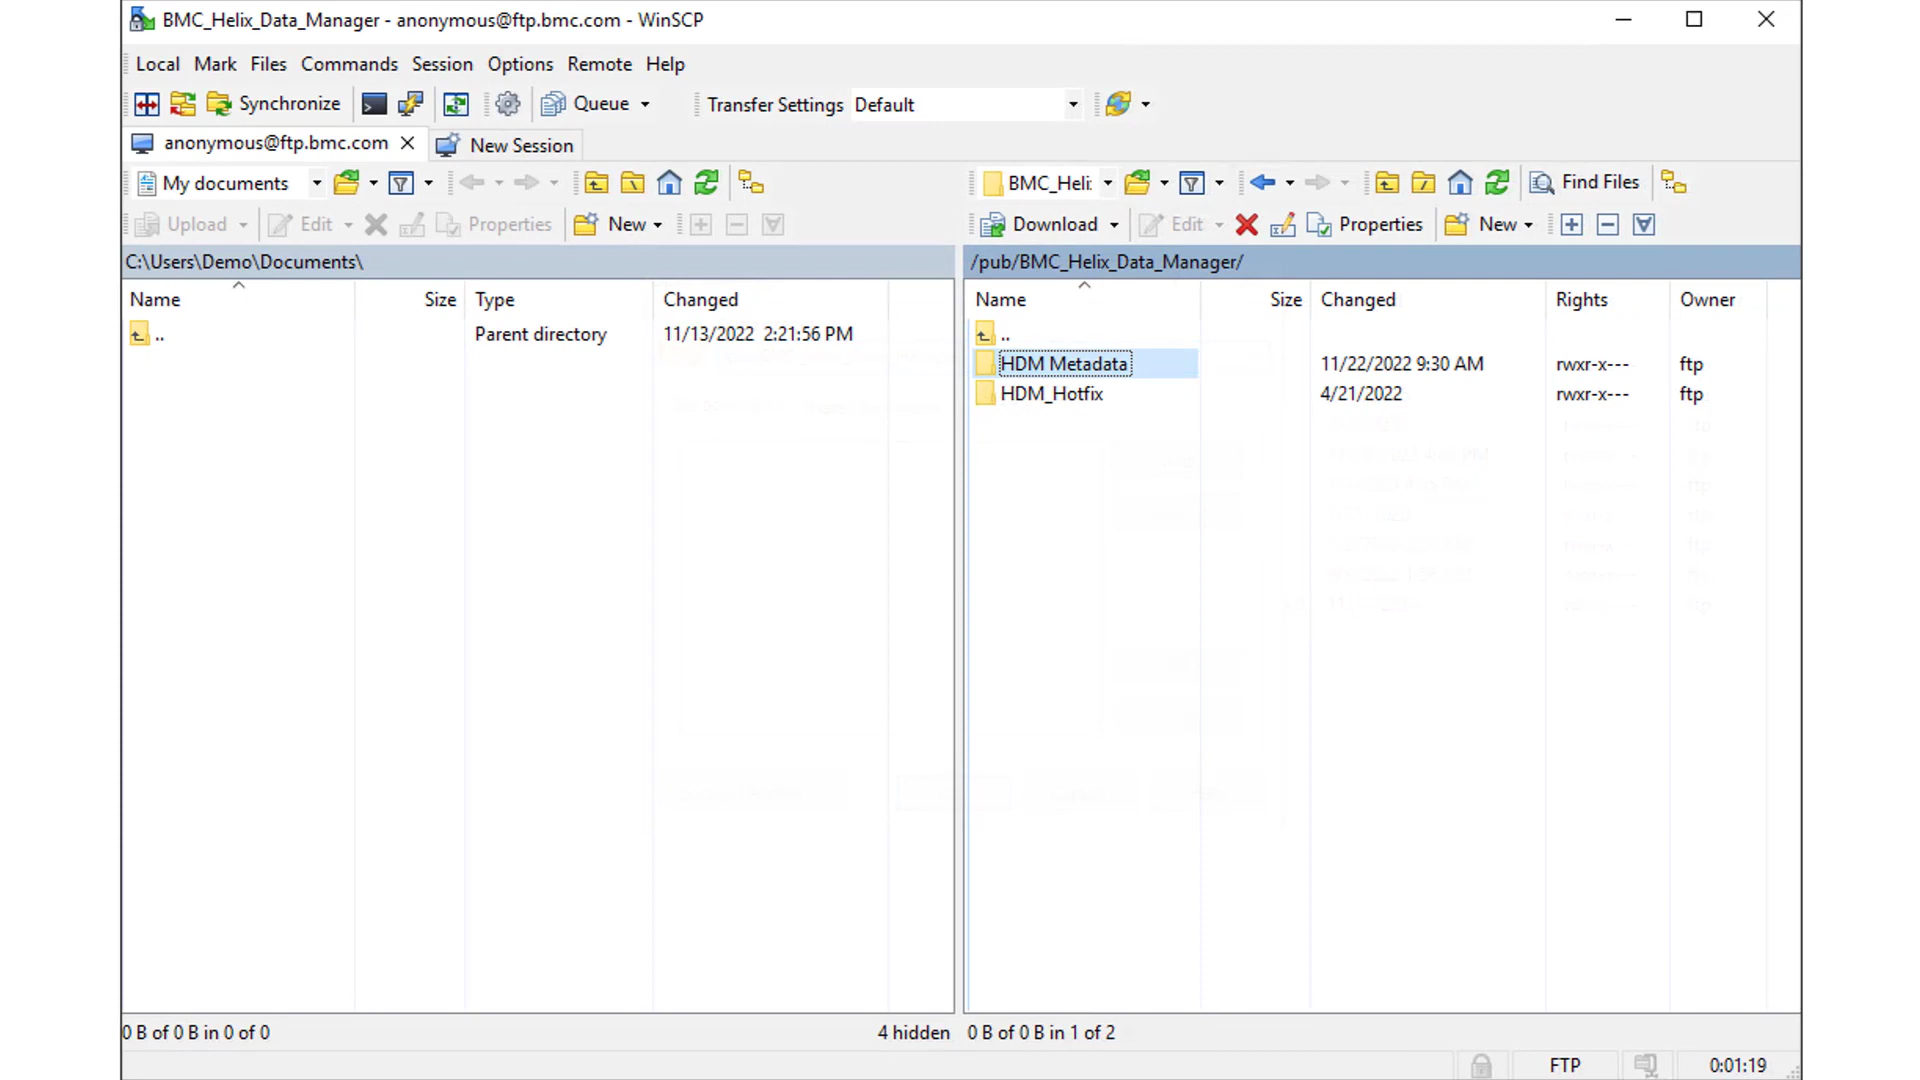 BMC_Helix_Data_Manager - anonymous@ftp.bmc.com - WinSCP
Local Mark Files Commands Session Options Remote Help
Synchronize Queue Transfer Settings Default
anonymous@ftp.bmc.com New Session
My documents BMC_Heli: Find Files
Upload Edit Properties New Download Edit Properties New
C:\Users\Demo\Documents\ /pub/BMC_Helix_Data_Manager/
Name Size Type Changed Name Size Changed Rights Owner
.. Parent directory 11/13/2022 2:21:56 PM ..
HDM Metadata 11/22/2022 9:30 AM rwxr-x--- ftp
HDM_Hotfix 4/21/2022 rwxr-x--- ftp
0 B of 0 B in 0 of 0 4 hidden 0 B of 0 B in 1 of 2
FTP 0:01:19